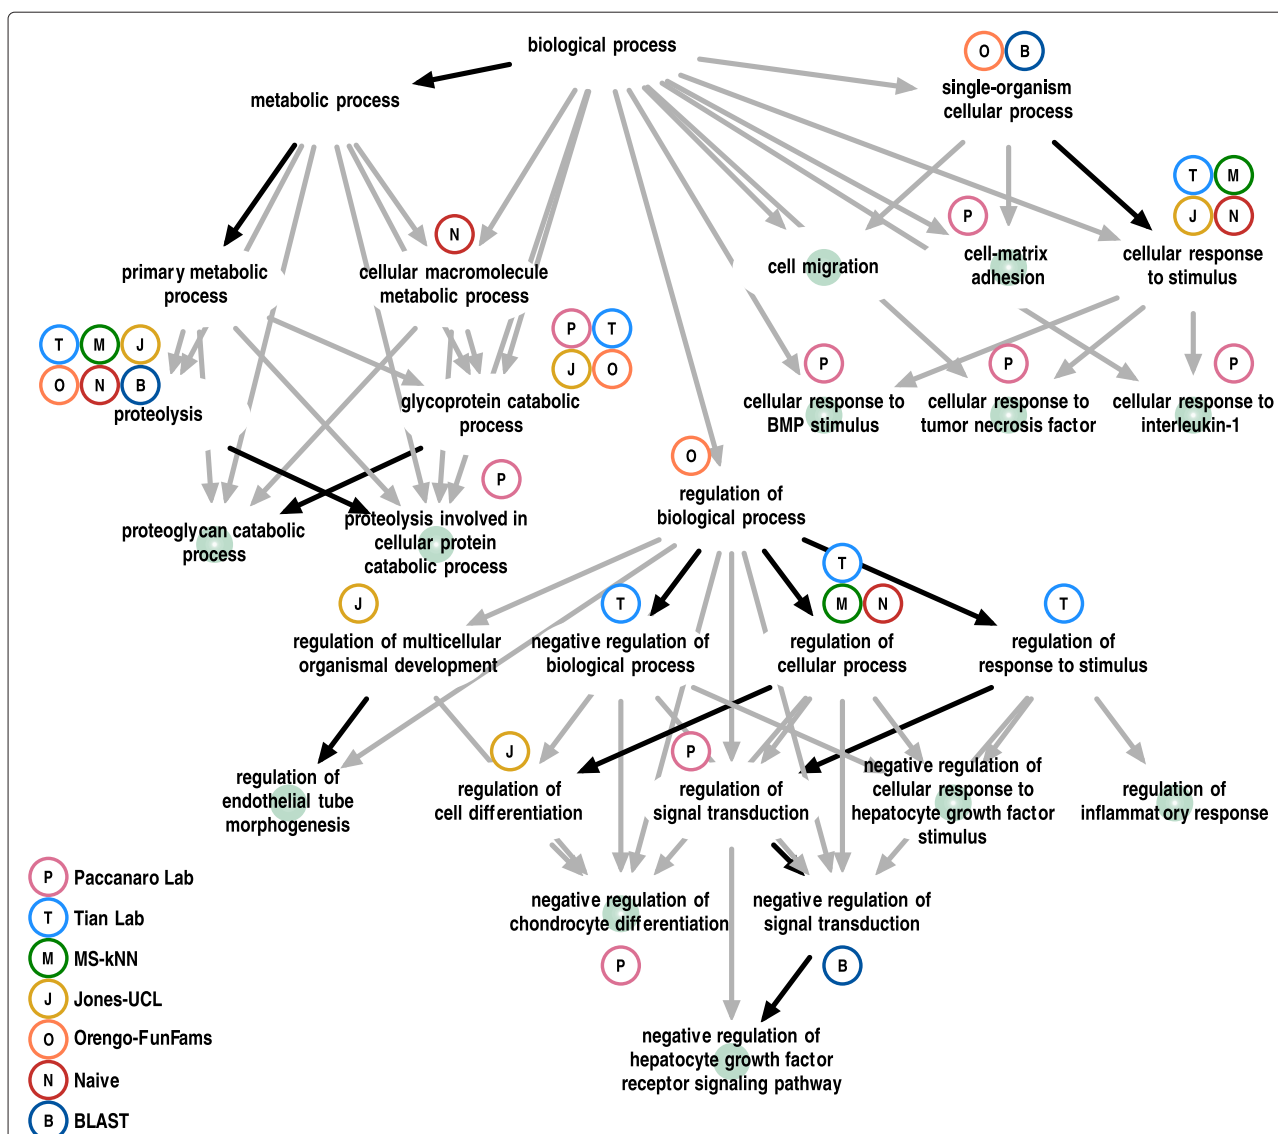 biological process
O B
single-organism
cellular process
metabolic process
T M
J N
P
N
primary metabolic
process
cellular macromolecule
metabolic process
cell migration
cell-matrix
adhesion
cellular response
to stimulus
T M J
O N B
proteolysis
P T
J O
glycoprotein catabolic
process
P
cellular response to
BMP stimulus
P
cellular response to
tumor necrosis factor
P
cellular response to
interleukin-1
O
regulation of
biological process
P
proteoglycan catabolic
process
proteolysis involved in
cellular protein
catabolic process
J
regulation of multicellular
organismal development
T
negative regulation of
biological process
T
M N
regulation of
cellular process
T
regulation of
response to stimulus
regulation of
endothelial tube
morphogenesis
J
regulation of
cell differentiation
P
regulation of
signal transduction
negative regulation of
cellular response to
hepatocyte growth factor
stimulus
regulation of
inflammatory response
negative regulation of
chondrocyte differentiation
P
negative regulation of
signal transduction
B
negative regulation of
hepatocyte growth factor
receptor signaling pathway
P Paccanaro Lab
T Tian Lab
M MS-kNN
J Jones-UCL
O Orengo-FunFams
N Naive
B BLAST